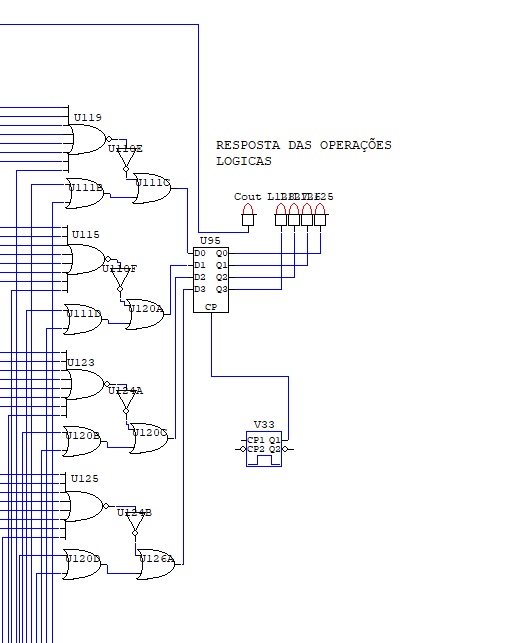 U119
U110E
RESPOSTA DAS OPERAÇÕES
LOGICAS
U111B
U111C
Cout
U115
U95
U110F
D0 Q0
D1 Q1
D2 Q2
D3 Q3
CP
U111D
U120A
U123
U124A
V33
U120B
U120C
CP1 Q1
CP2 Q2
U125
U124B
U120D
U126A